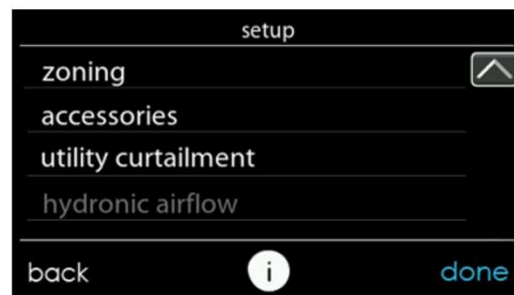 setup
zoning
accessories
utility curtailment
hydronic airflow
back i done